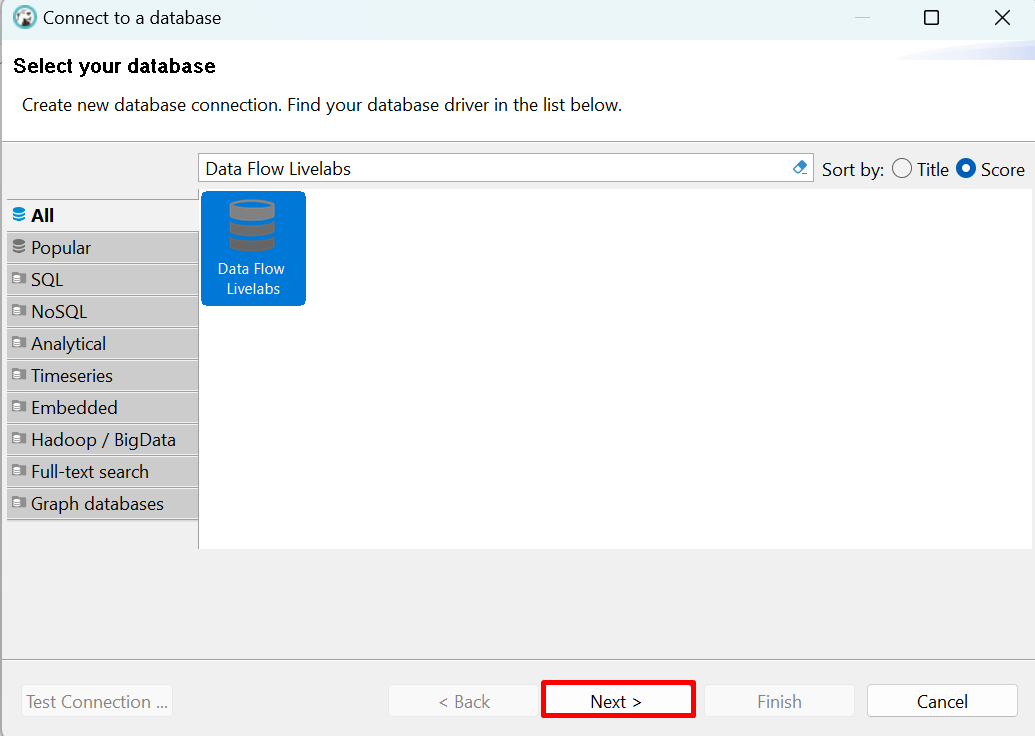 Connect to a database
Select your database
Create new database connection. Find your database driver in the list below.
Data Flow Livelabs
Sort by: Title Score
All
Popular
SQL
NoSQL
Analytical
Timeseries
Embedded
Hadoop / BigData
Full-text search
Graph databases
Data Flow
Livelabs
Test Connection ...
< Back
Next >
Finish
Cancel